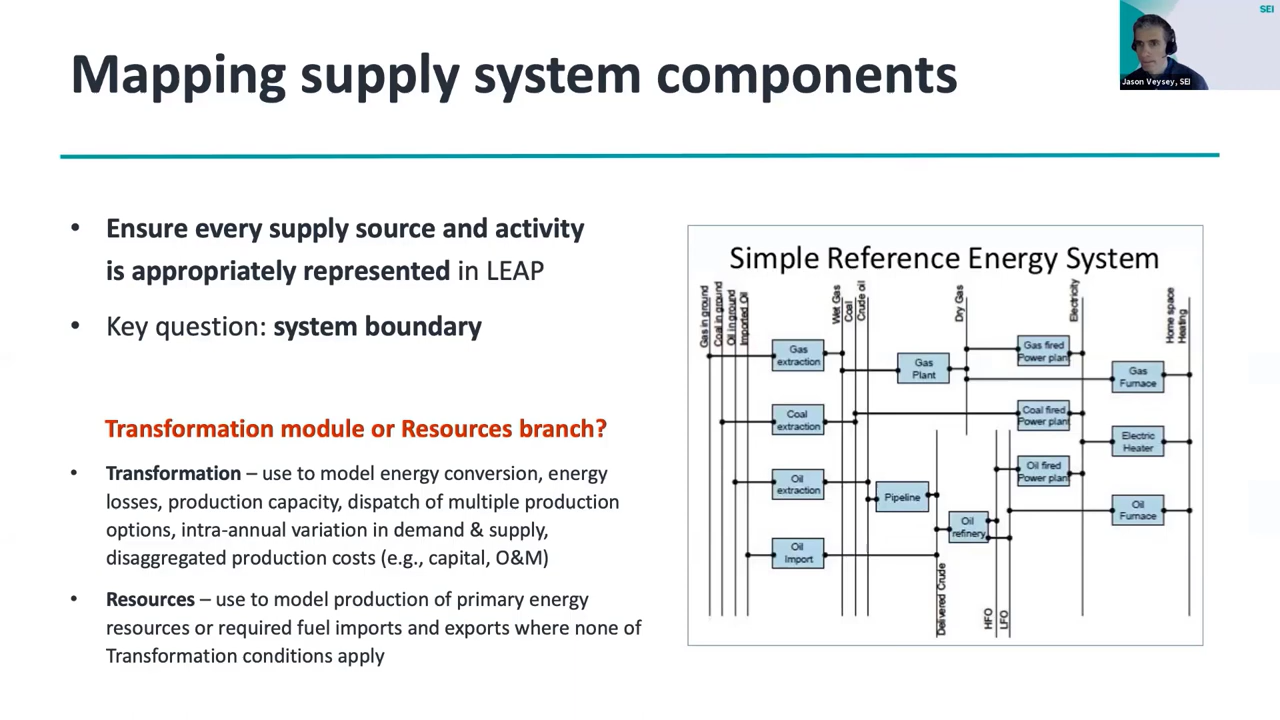 SEI
Jason Veysey, SEI
Mapping supply system components
• Ensure every supply source and activity
is appropriately represented in LEAP
• Key question: system boundary
Transformation module or Resources branch?
• Transformation – use to model energy conversion, energy
losses, production capacity, dispatch of multiple production
options, intra-annual variation in demand & supply,
disaggregated production costs (e.g., capital, O&M)
• Resources – use to model production of primary energy
resources or required fuel imports and exports where none of
Transformation conditions apply
Simple Reference Energy System
Gas in ground
Coal in ground
Oil in ground
Imported Oil
Wet Gas
Coal
Crude oil
Dry Gas
Electricity
Home space
Heating
Gas
extraction
Gas
Plant
Gas fired
Power plant
Gas
Furnace
Coal
extraction
Coal fired
Power plant
Electric
Heater
Oil
extraction
Pipeline
Oil fired
Power plant
Oil
refinery
Oil
Furnace
Oil
Import
Delivered Crude
HFO
LFO